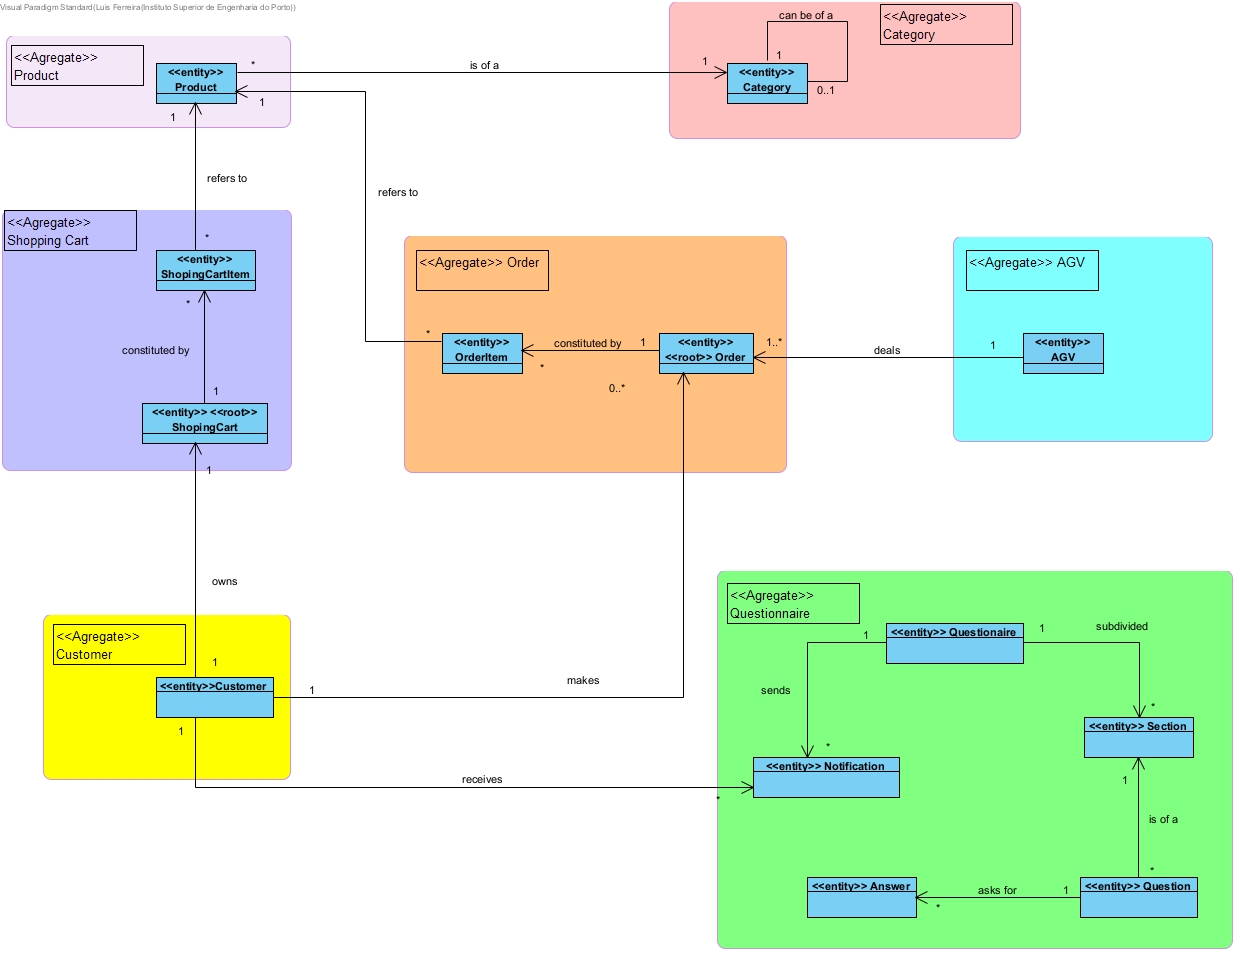 Visual Paradigm Standard(Luis Ferreira(Instituto Superior de Engenharia do Porto))
<<Agregate>>
Product
<<entity>>
Product
*
1
1
is of a
<<Agregate>>
Category
can be of a
1
1
<<entity>>
Category
0..1
refers to
refers to
<<Agregate>>
Shopping Cart
*
<<entity>>
ShopingCartItem
*
constituted by
1
<<entity>> <<root>>
ShopingCart
1
<<Agregate>> Order
*
<<entity>>
OrderItem
*
constituted by
1
<<entity>>
<<root>> Order
1..*
0..*
deals
1
<<Agregate>> AGV
<<entity>>
AGV
owns
<<Agregate>>
Customer
1
<<entity>>Customer
1
1
makes
receives
*
<<Agregate>>
Questionnaire
<<entity>> Questionaire
1
1
subdivided
sends
*
*
<<entity>> Section
<<entity>> Notification
1
is of a
*
<<entity>> Question
1
asks for
*
<<entity>> Answer